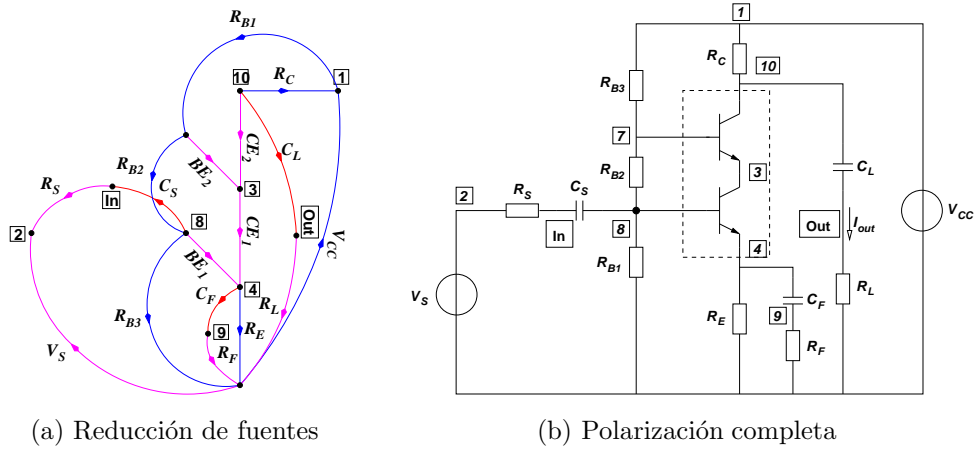 R_B1
10
R_C
1
CE_2
C_L
R_B2
BE_2
R_S
C_S
In
3
2
8
CE_1
Out
V_CC
BE_1
4
C_F
R_B3
R_E
R_L
9
R_F
V_S
(a) Reducción de fuentes
1
R_C
10
R_B3
7
3
R_B2
C_L
2
R_S
C_S
In
8
Out
I_out
V_CC
4
R_B1
C_F
R_L
V_S
R_E
9
R_F
(b) Polarización completa